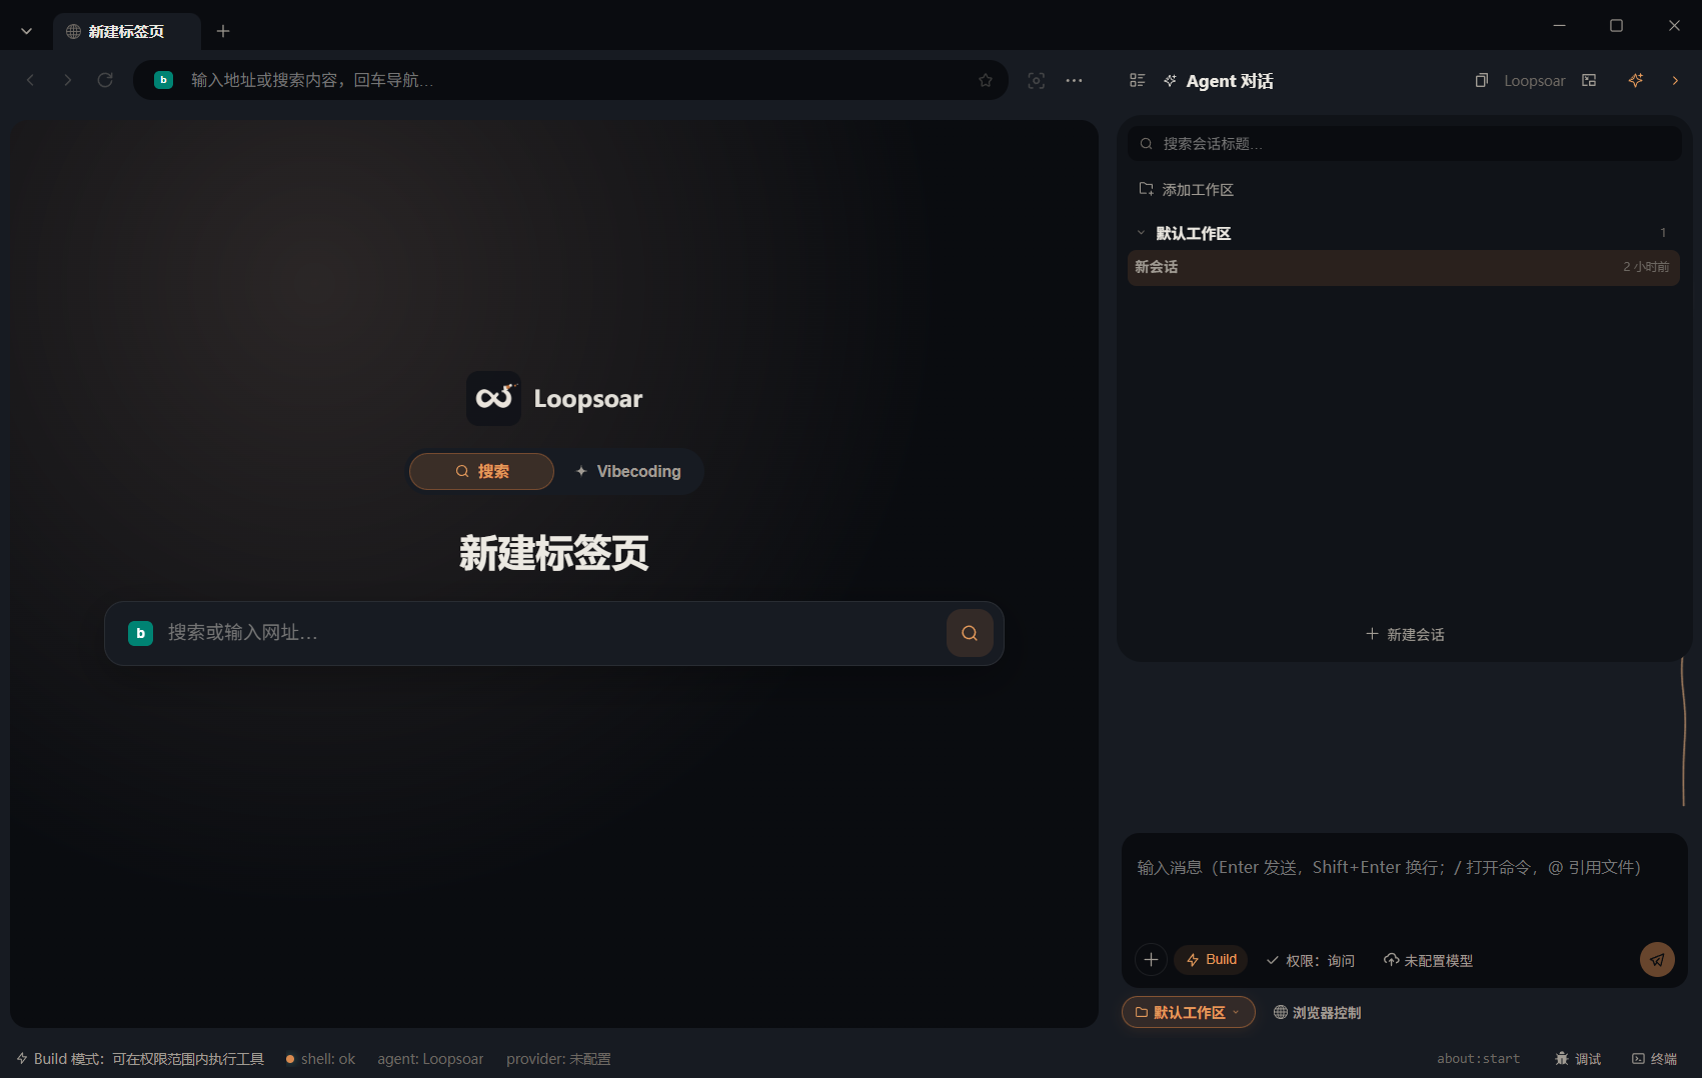 新建标签页
b 输入地址或搜索内容，回车导航...
Agent 对话
Loopsoar
搜索会话标题...
添加工作区
默认工作区 1
新会话 2 小时前
Loopsoar
搜索 Vibecoding
新建标签页
b 搜索或输入网址...
新建会话
输入消息（Enter 发送，Shift+Enter 换行；/ 打开命令，@ 引用文件）
Build 权限：询问 未配置模型
默认工作区 浏览器控制
Build 模式：可在权限范围内执行工具 shell: ok agent: Loopsoar provider: 未配置 about:start 调试 终端